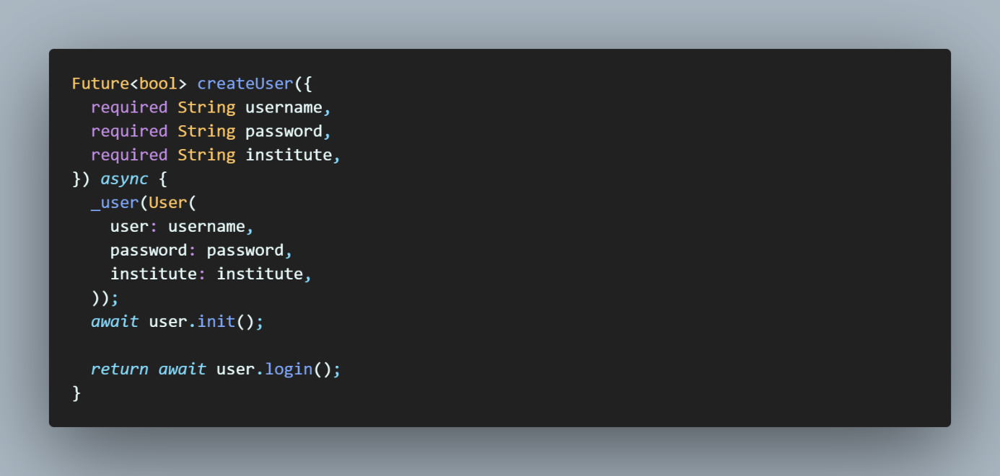 Future<bool> createUser({
  required String username,
  required String password,
  required String institute,
}) async {
  _user(User(
    user: username,
    password: password,
    institute: institute,
  ));
  await user.init();

  return await user.login();
}